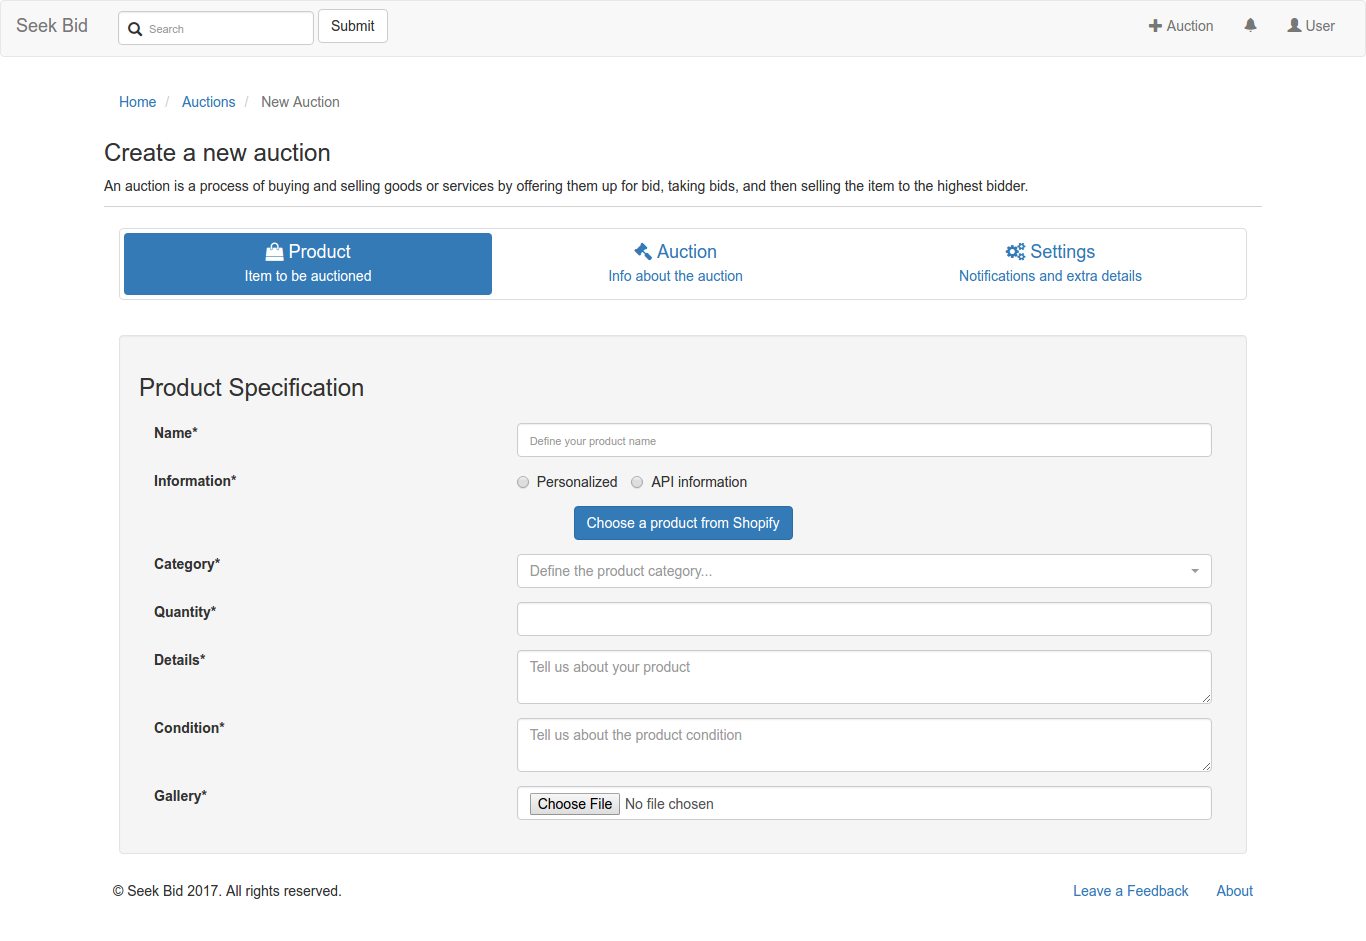 Seek Bid Search Submit Auction User
Home / Auctions / New Auction
Create a new auction
An auction is a process of buying and selling goods or services by offering them up for bid, taking bids, and then selling the item to the highest bidder.
Product
Item to be auctioned
Auction
Info about the auction
Settings
Notifications and extra details
Product Specification
Name* Define your product name
Information* Personalized API information
Choose a product from Shopify
Category* Define the product category...
Quantity*
Details* Tell us about your product
Condition* Tell us about the product condition
Gallery* Choose File No file chosen
© Seek Bid 2017. All rights reserved. Leave a Feedback About